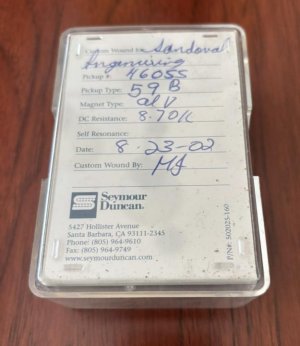 Custom Wound for: Sandoval
Engineering
Pickup #: 46055
Pickup Type: 59 B
Magnet Type: al V
DC Resistance: 8.70K
Self Resonance:
Date: 8-23-02
Custom Wound By: MJ
Seymour
Duncan.
5427 Hollister Avenue
Santa Barbara, CA 93111-2345
Phone: (805) 964-9610
Fax: (805) 964-9749
www.seymourduncan.com
P/N#: 502025-160